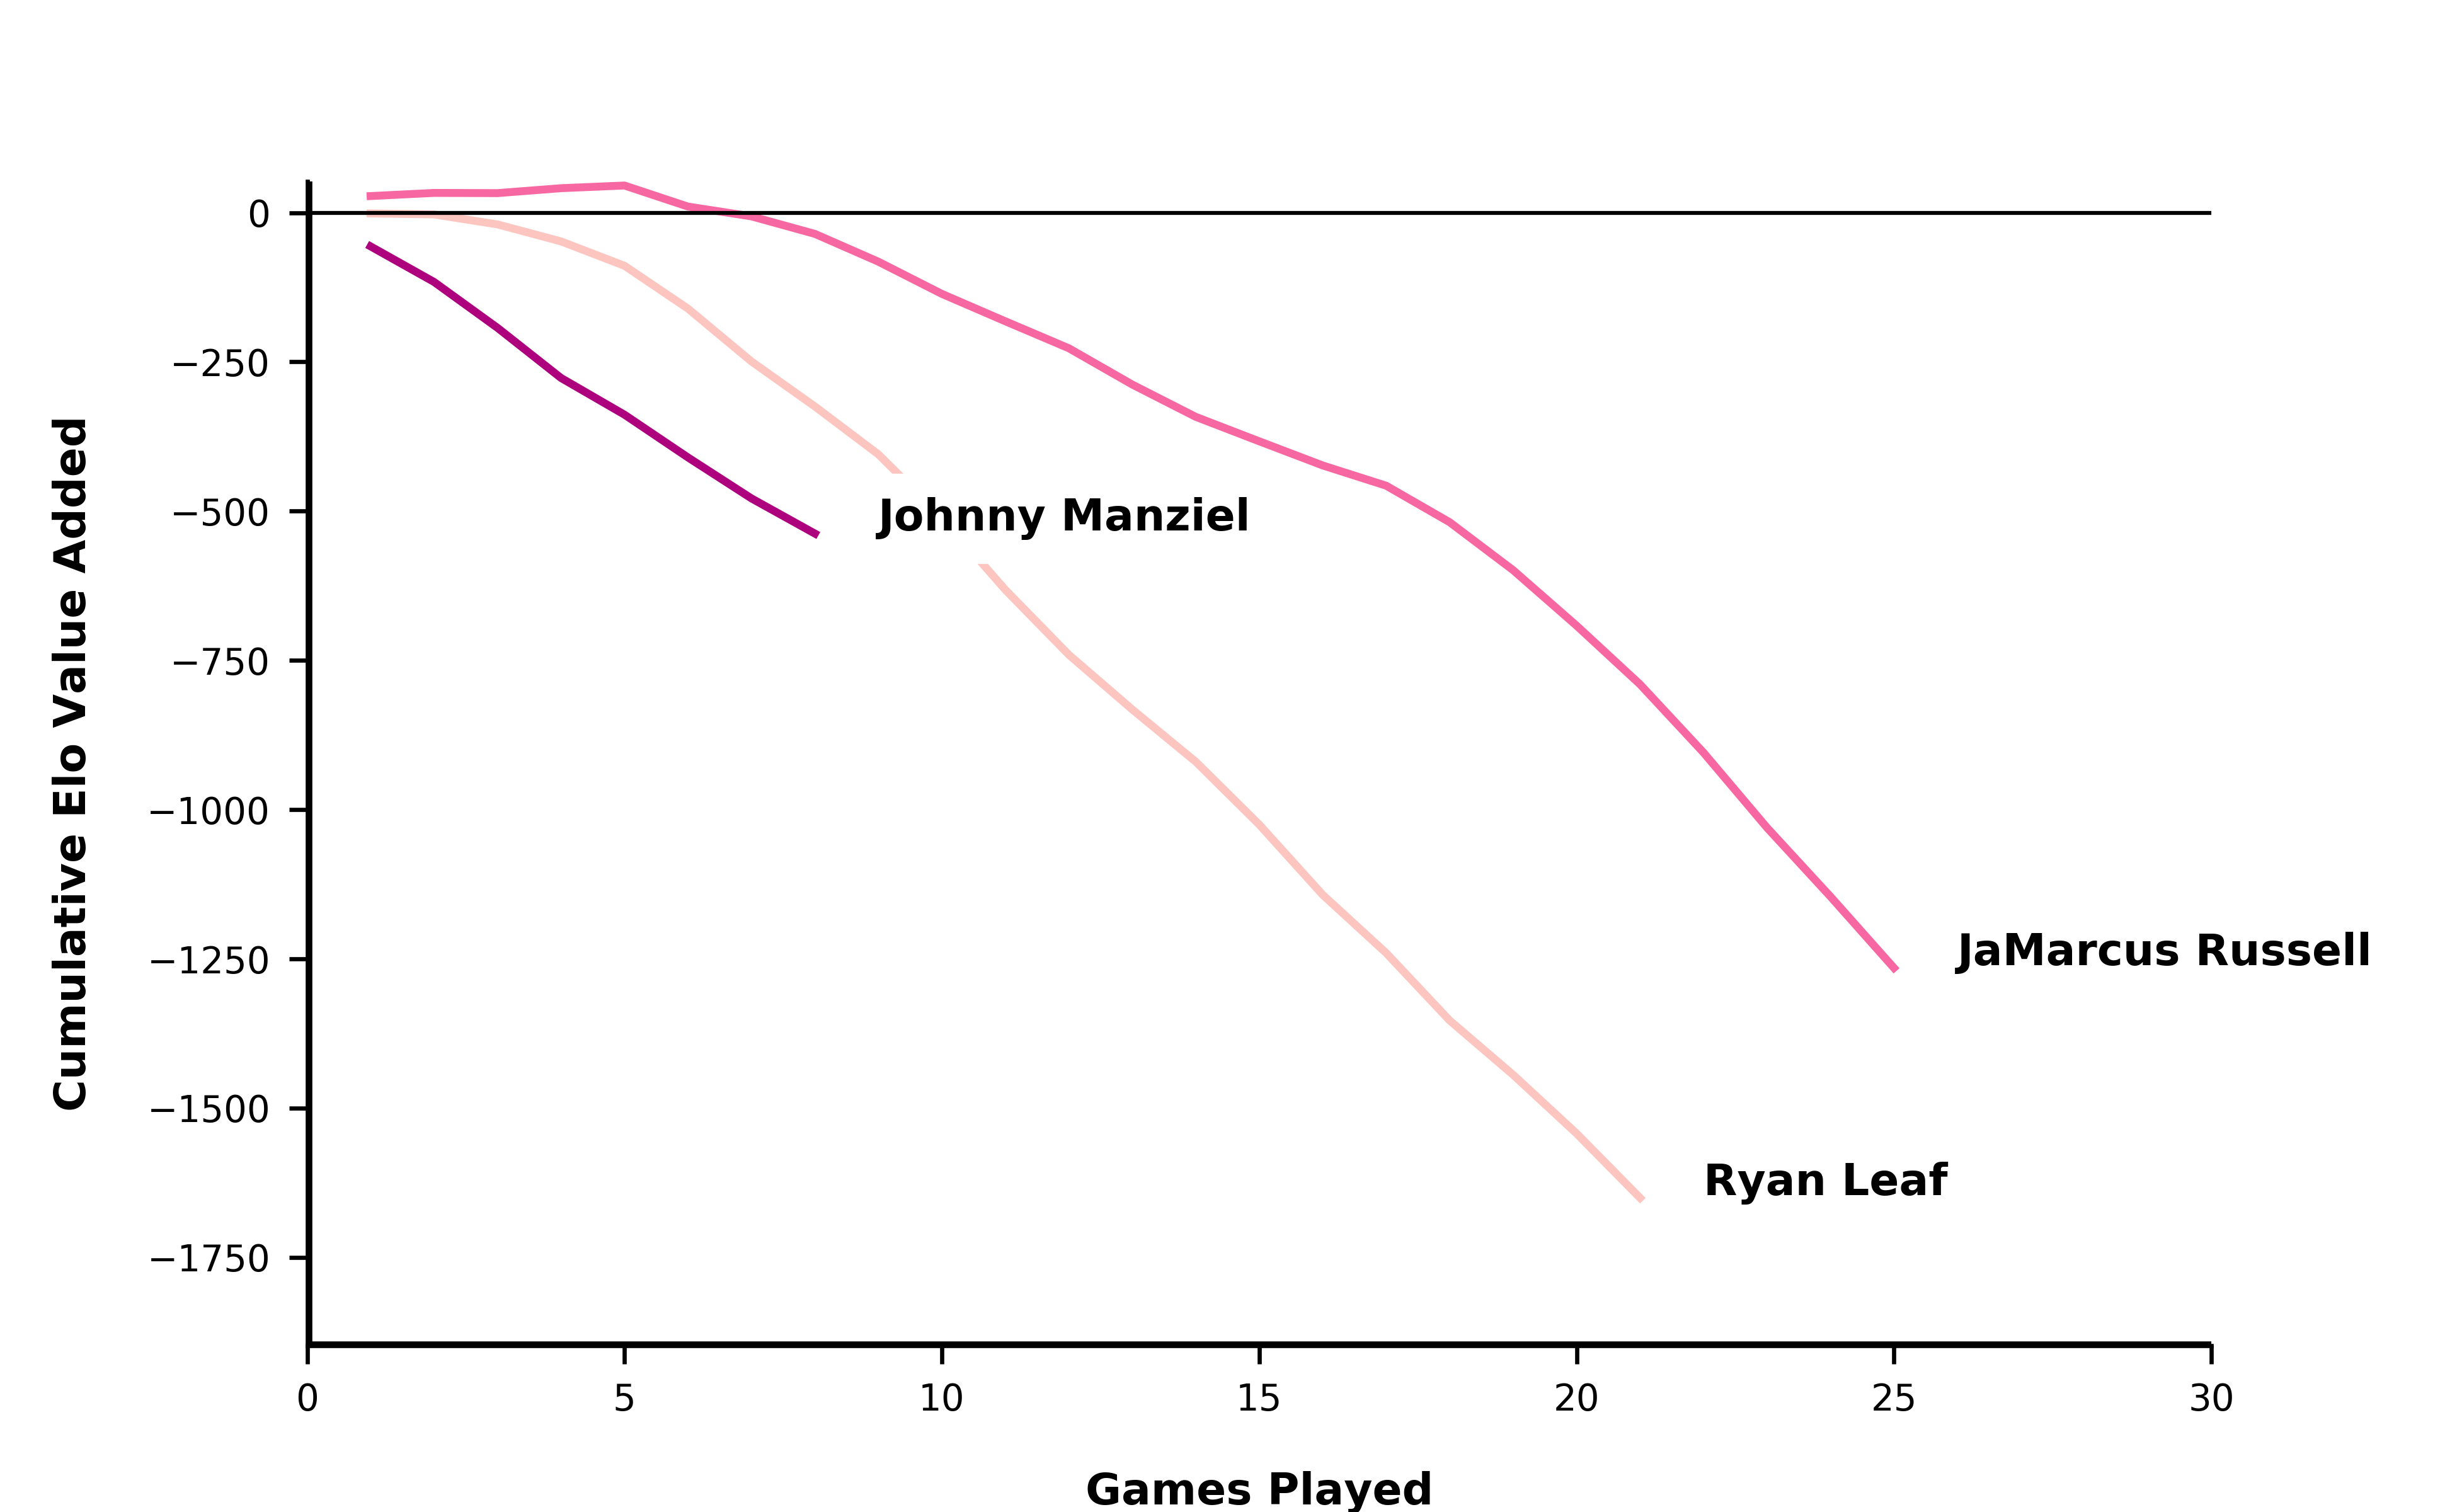 0
−250
−500
−750
−1000
−1250
−1500
−1750
Cumulative Elo Value Added
Johnny Manziel
JaMarcus Russell
Ryan Leaf
0 5 10 15 20 25 30
Games Played